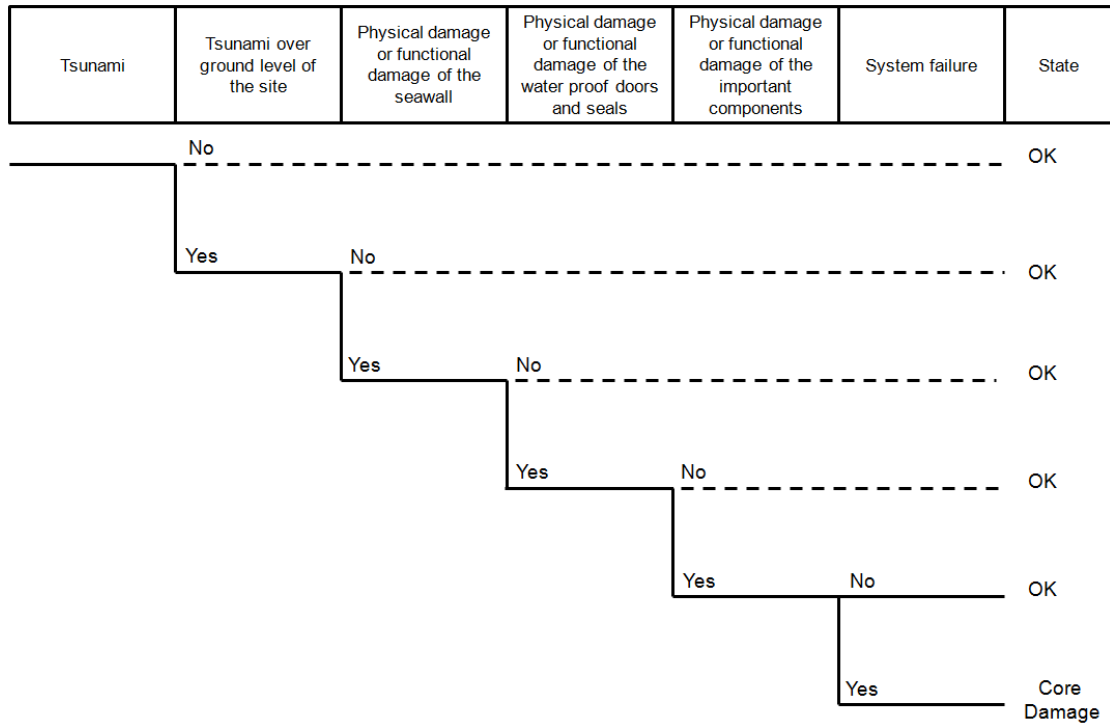 Tsunami
Tsunami over
ground level of
the site
Physical damage
or functional
damage of the
seawall
Physical damage
or functional
damage of the
water proof doors
and seals
Physical damage
or functional
damage of the
important
components
System failure
State
No
OK
Yes
No
OK
Yes
No
OK
Yes
No
OK
Yes
No
OK
Yes
Core
Damage